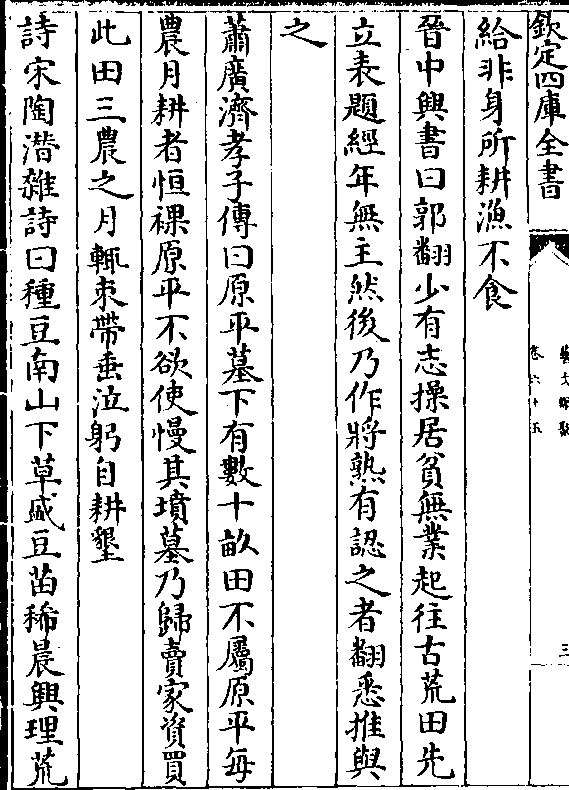 欽定四庫全書
藝文類聚
卷六十五
三
給非身所耕漁不食
晉中興書曰郭翻少有志操居貧無業起往古荒田先
立表題經年無主然後乃作將熟有認之者翻悉推與
之
蕭廣濟孝子傳曰原平墓下有數十畝田不屬原平每
農月耕者恒裸原平不欲使慢其墳墓乃歸賣家資買
此田三農之月輒束帶垂泣躬自耕墾
詩宋陶潛雜詩曰種豆南山下草盛豆苗稀晨興理荒